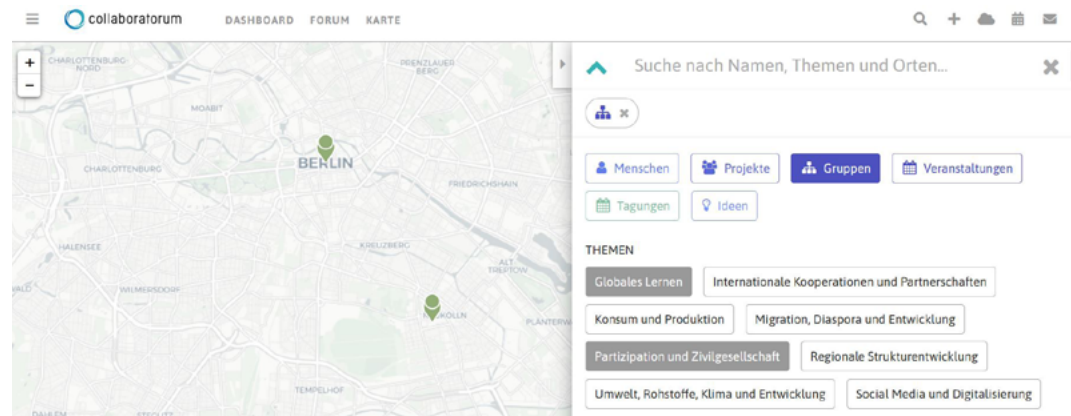 collaboratorum DASHBOARD FORUM KARTE
+
−
CHARLOTTENBURG-NORD
PRENZLAUER BERG
MOABIT
BERLIN
CHARLOTTENBURG
FRIEDRICHSHAIN
HALENSEE
KREUZBERG
ALT-TREPTOW
WILMERSDORF
PLÄNTERW
TEMPELHOF
DAHLEM
STEGLITZ
Suche nach Namen, Themen und Orten...
Menschen Projekte Gruppen Veranstaltungen
Tagungen Ideen
THEMEN
Globales Lernen Internationale Kooperationen und Partnerschaften
Konsum und Produktion Migration, Diaspora und Entwicklung
Partizipation und Zivilgesellschaft Regionale Strukturentwicklung
Umwelt, Rohstoffe, Klima und Entwicklung Social Media und Digitalisierung